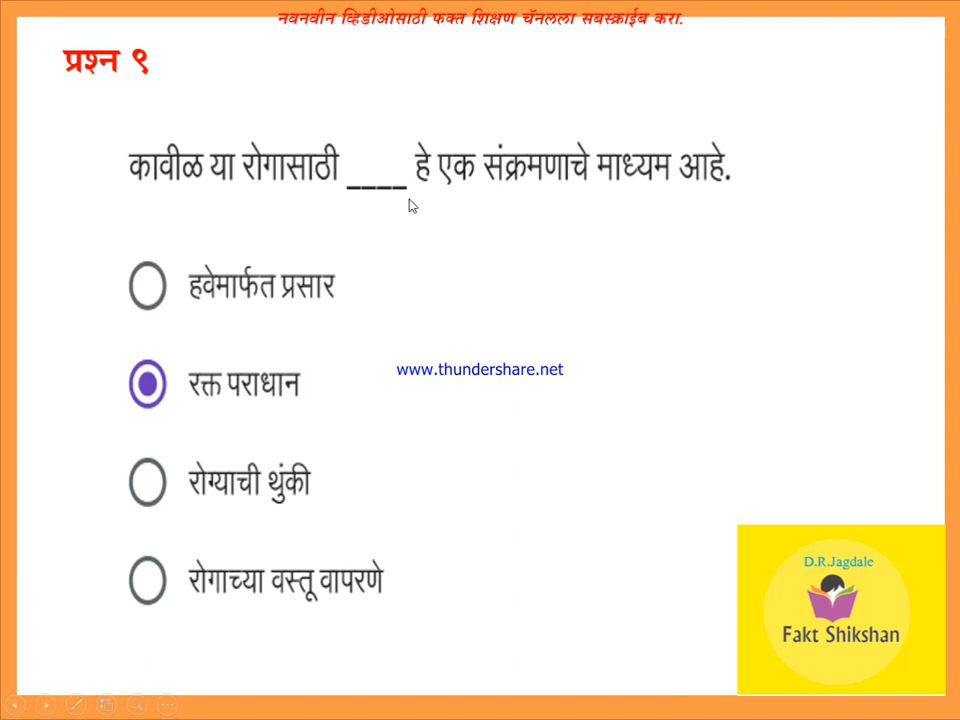 नवनवीन व्हिडीओसाठी फक्त शिक्षण चॅनलला सबस्क्राईब करा.
प्रश्न ९
कावीळ या रोगासाठी ____ हे एक संक्रमणाचे माध्यम आहे.
हवेमार्फत प्रसार
रक्त पराधान
www.thundershare.net
रोग्याची थुंकी
रोगाच्या वस्तू वापरणे
D.R.Jagdale
Fakt Shikshan